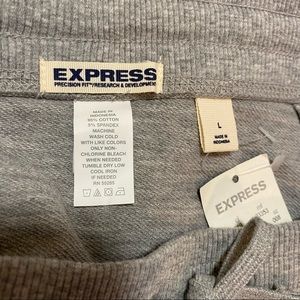 EXPRESS
PRECISION FIT™/RESEARCH & DEVELOPMENT
MADE IN
INDONESIA
95% COTTON
5% SPANDEX
MACHINE
WASH COLD
WITH LIKE COLORS
ONLY NON-
CHLORINE BLEACH
WHEN NEEDED
TUMBLE DRY LOW
COOL IRON
IF NEEDED
RN 55285
L
MADE IN
INDONESIA
EXPRESS